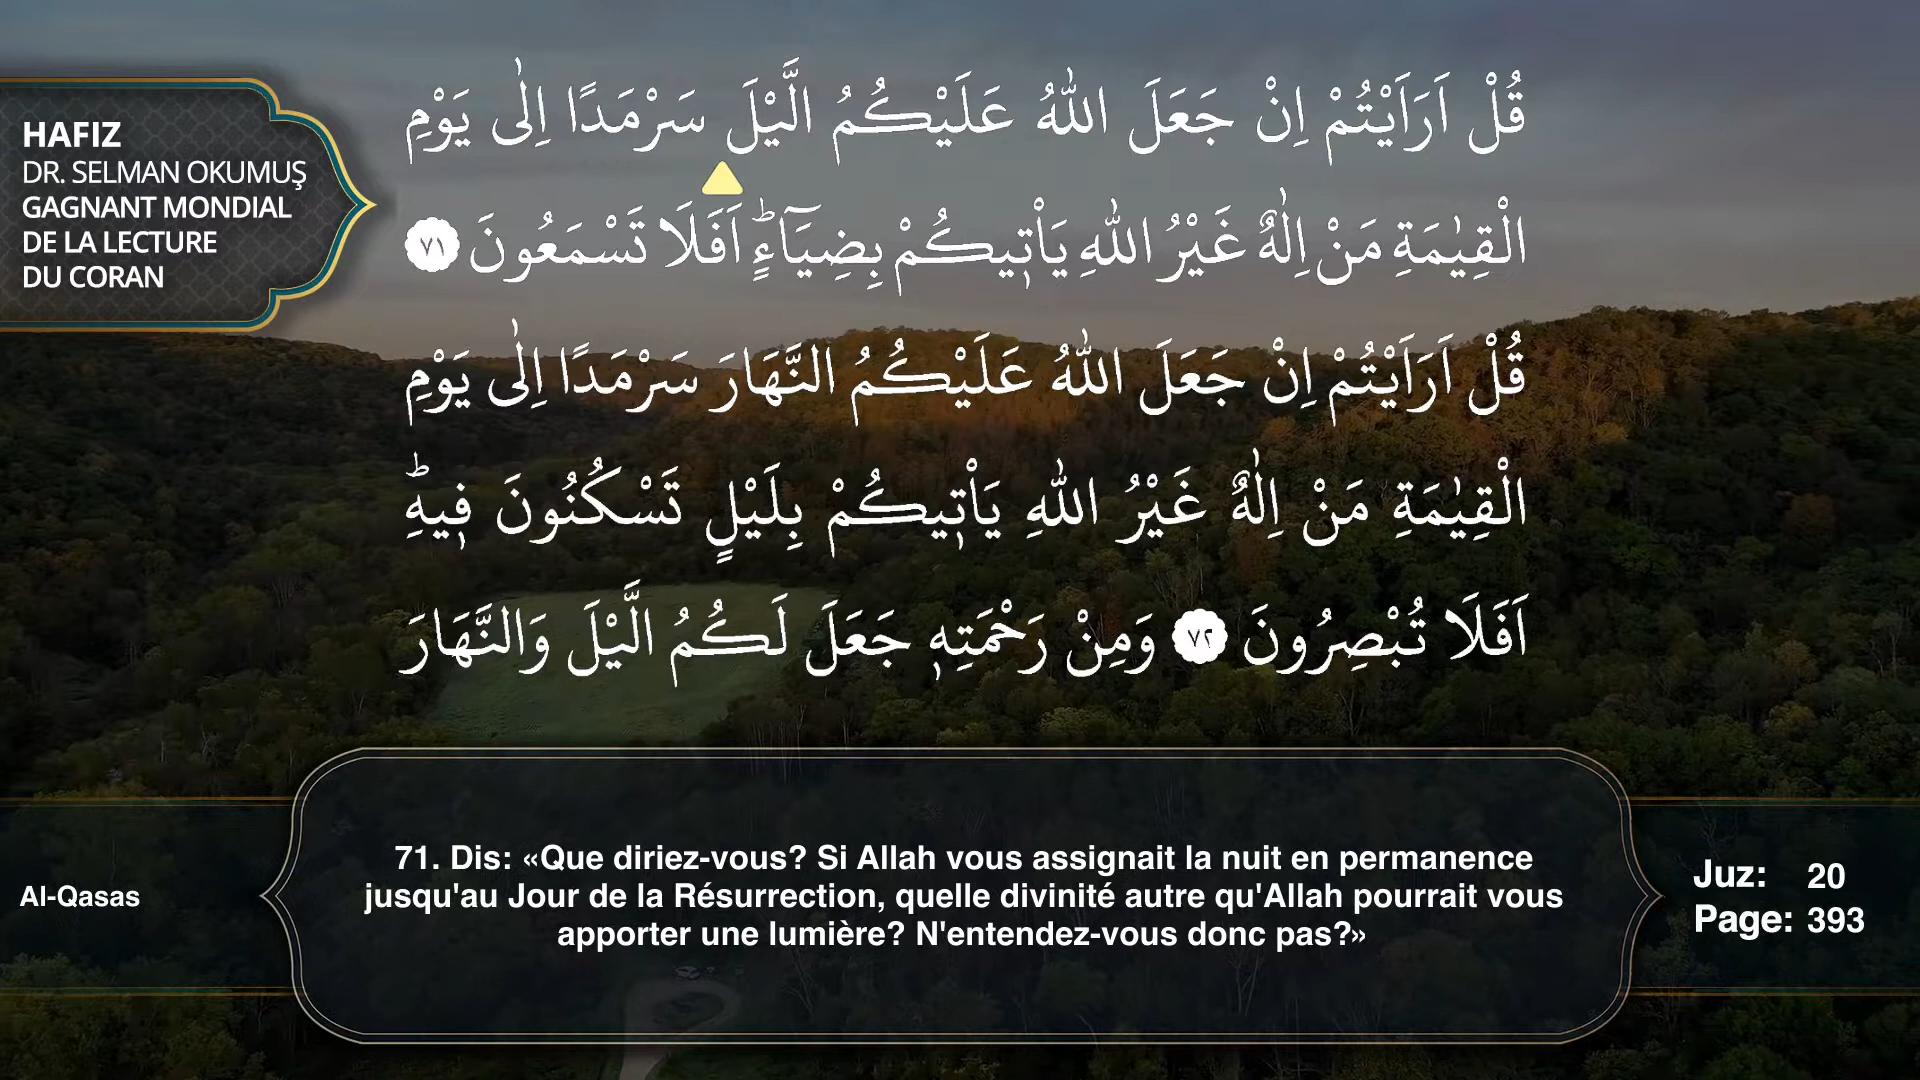 HAFIZ
DR. SELMAN OKUMUŞ
GAGNANT MONDIAL
DE LA LECTURE
DU CORAN
قُلْ اَرَاَيْتُمْ اِنْ جَعَلَ اللّٰهُ عَلَيْكُمُ الَّيْلَ سَرْمَدًا اِلٰى يَوْمِ
الْقِيٰمَةِ مَنْ اِلٰهٌ غَيْرُ اللّٰهِ يَاْت۪يكُمْ بِضِيَٓاءٍۜ اَفَلَا تَسْمَعُونَ ٧١
قُلْ اَرَاَيْتُمْ اِنْ جَعَلَ اللّٰهُ عَلَيْكُمُ النَّهَارَ سَرْمَدًا اِلٰى يَوْمِ
الْقِيٰمَةِ مَنْ اِلٰهٌ غَيْرُ اللّٰهِ يَاْت۪يكُمْ بِلَيْلٍ تَسْكُنُونَ ف۪يهِۜ
اَفَلَا تُبْصِرُونَ ٧٢ وَمِنْ رَحْمَتِه۪ جَعَلَ لَكُمُ الَّيْلَ وَالنَّهَارَ
71. Dis: «Que diriez-vous? Si Allah vous assignait la nuit en permanence
jusqu'au Jour de la Résurrection, quelle divinité autre qu'Allah pourrait vous
apporter une lumière? N'entendez-vous donc pas?»
Al-Qasas
Juz: 20
Page: 393